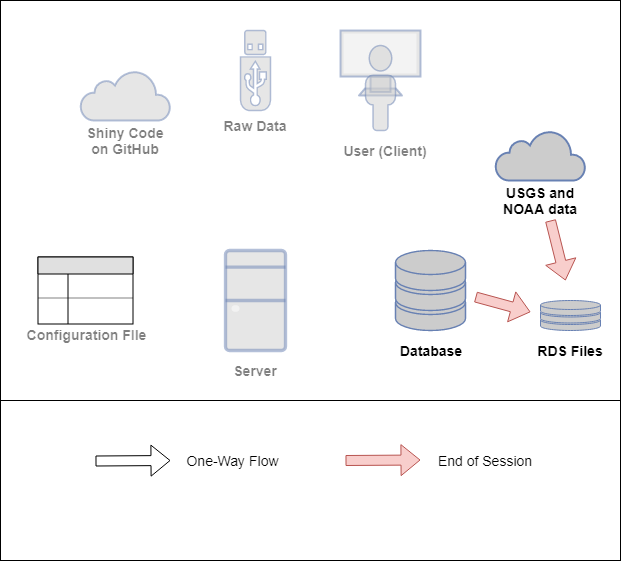 Shiny Code
on GitHub
Raw Data
User (Client)
USGS and
NOAA data
Configuration FIle
Server
Database
RDS Files
One-Way Flow
End of Session